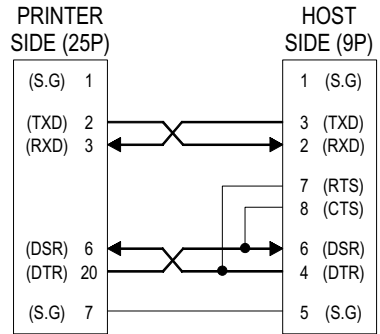 PRINTER SIDE (25P)
HOST SIDE (9P)
(S.G) 1
1 (S.G)
(TXD) 2
3 (TXD)
(RXD) 3
2 (RXD)
7 (RTS)
8 (CTS)
(DSR) 6
6 (DSR)
(DTR) 20
4 (DTR)
(S.G) 7
5 (S.G)